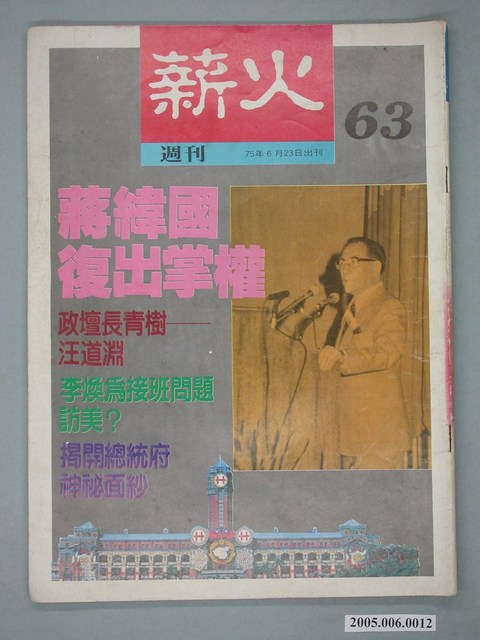 薪火
63
週刊
75年6月23日出刊
蔣緯國
復出掌權
政壇長青樹——
汪道淵
李煥為接班問題
訪美？
揭開總統府
神祕面紗
2005.006.0012